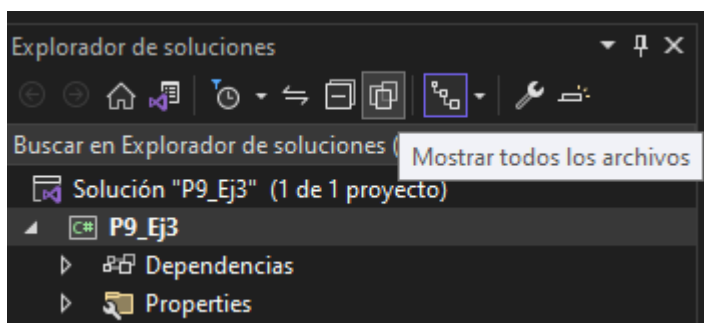 Explorador de soluciones
Buscar en Explorador de soluciones (
Mostrar todos los archivos
Solución "P9_Ej3" (1 de 1 proyecto)
C# P9_Ej3
Dependencias
Properties